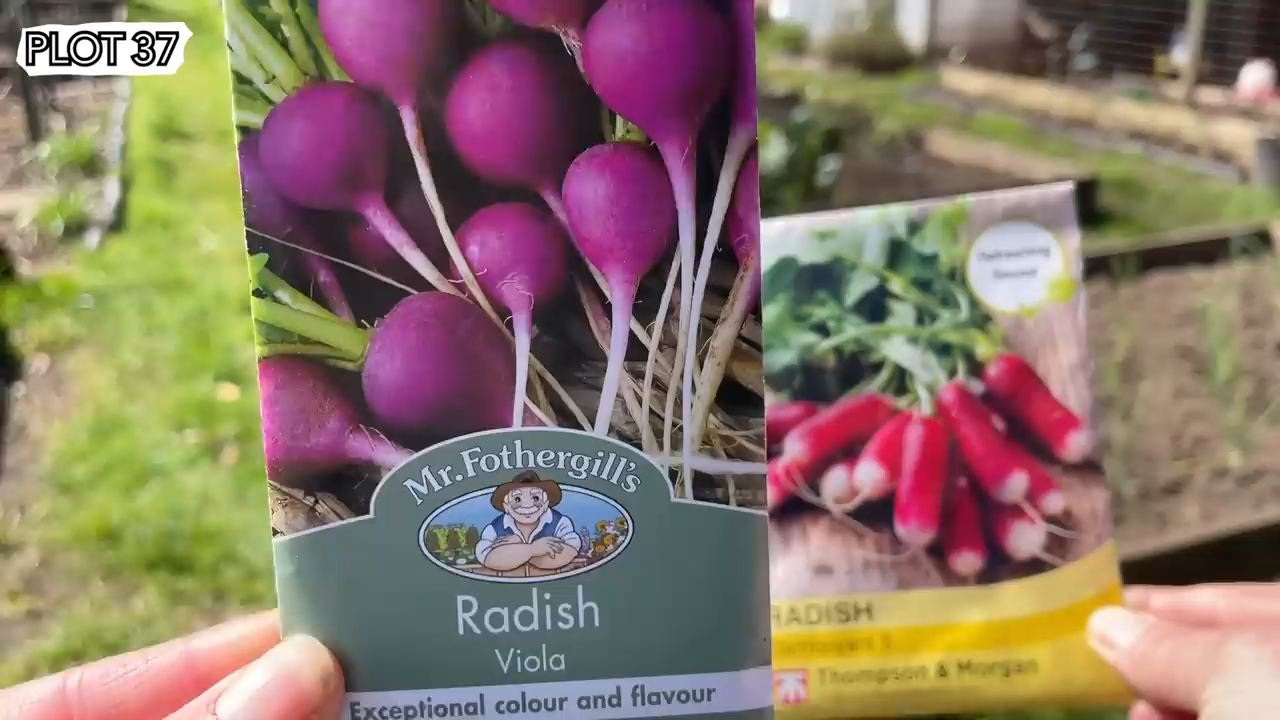 PLOT 37
Mr. Fothergill's
Radish
Viola
Exceptional colour and flavour
RADISH
Thompson & Morgan